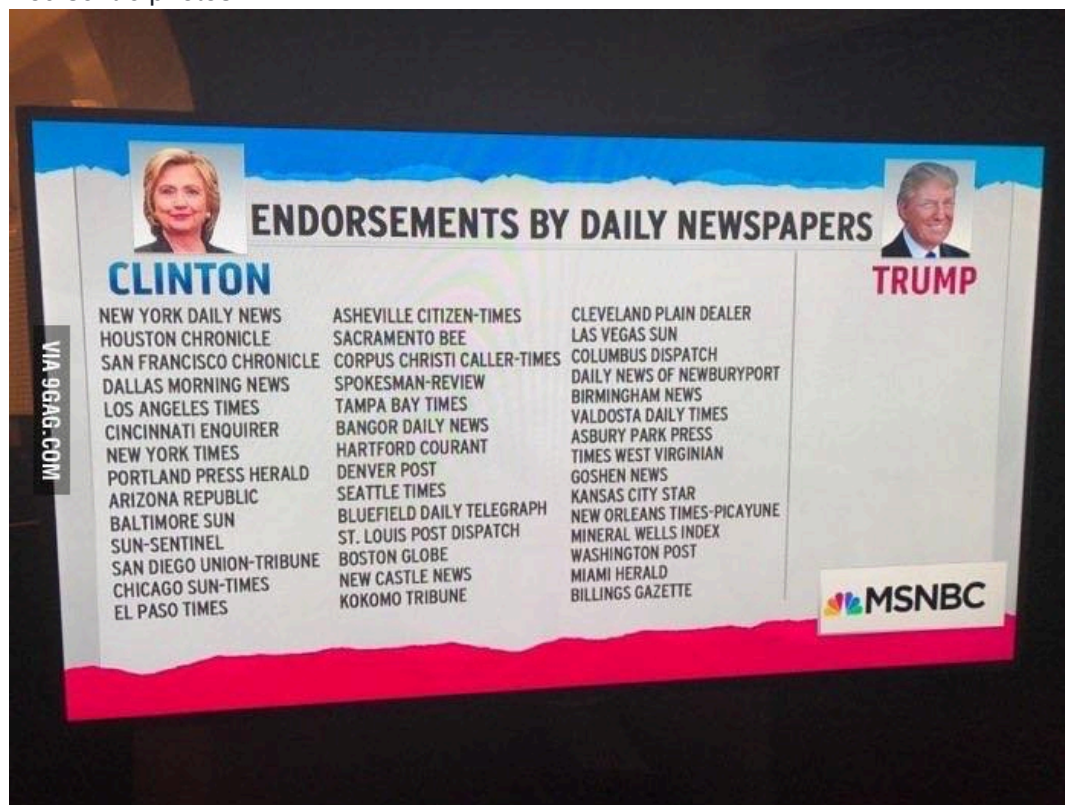 ENDORSEMENTS BY DAILY NEWSPAPERS
CLINTON
NEW YORK DAILY NEWS
HOUSTON CHRONICLE
SAN FRANCISCO CHRONICLE
DALLAS MORNING NEWS
LOS ANGELES TIMES
CINCINNATI ENQUIRER
NEW YORK TIMES
PORTLAND PRESS HERALD
ARIZONA REPUBLIC
BALTIMORE SUN
SUN-SENTINEL
SAN DIEGO UNION-TRIBUNE
CHICAGO SUN-TIMES
EL PASO TIMES
ASHEVILLE CITIZEN-TIMES
SACRAMENTO BEE
CORPUS CHRISTI CALLER-TIMES
SPOKESMAN-REVIEW
TAMPA BAY TIMES
BANGOR DAILY NEWS
HARTFORD COURANT
DENVER POST
SEATTLE TIMES
BLUEFIELD DAILY TELEGRAPH
ST. LOUIS POST DISPATCH
BOSTON GLOBE
NEW CASTLE NEWS
KOKOMO TRIBUNE
CLEVELAND PLAIN DEALER
LAS VEGAS SUN
COLUMBUS DISPATCH
DAILY NEWS OF NEWBURYPORT
BIRMINGHAM NEWS
VALDOSTA DAILY TIMES
ASBURY PARK PRESS
TIMES WEST VIRGINIAN
GOSHEN NEWS
KANSAS CITY STAR
NEW ORLEANS TIMES-PICAYUNE
MINERAL WELLS INDEX
WASHINGTON POST
MIAMI HERALD
BILLINGS GAZETTE
TRUMP
MSNBC
VIA 9GAG.COM